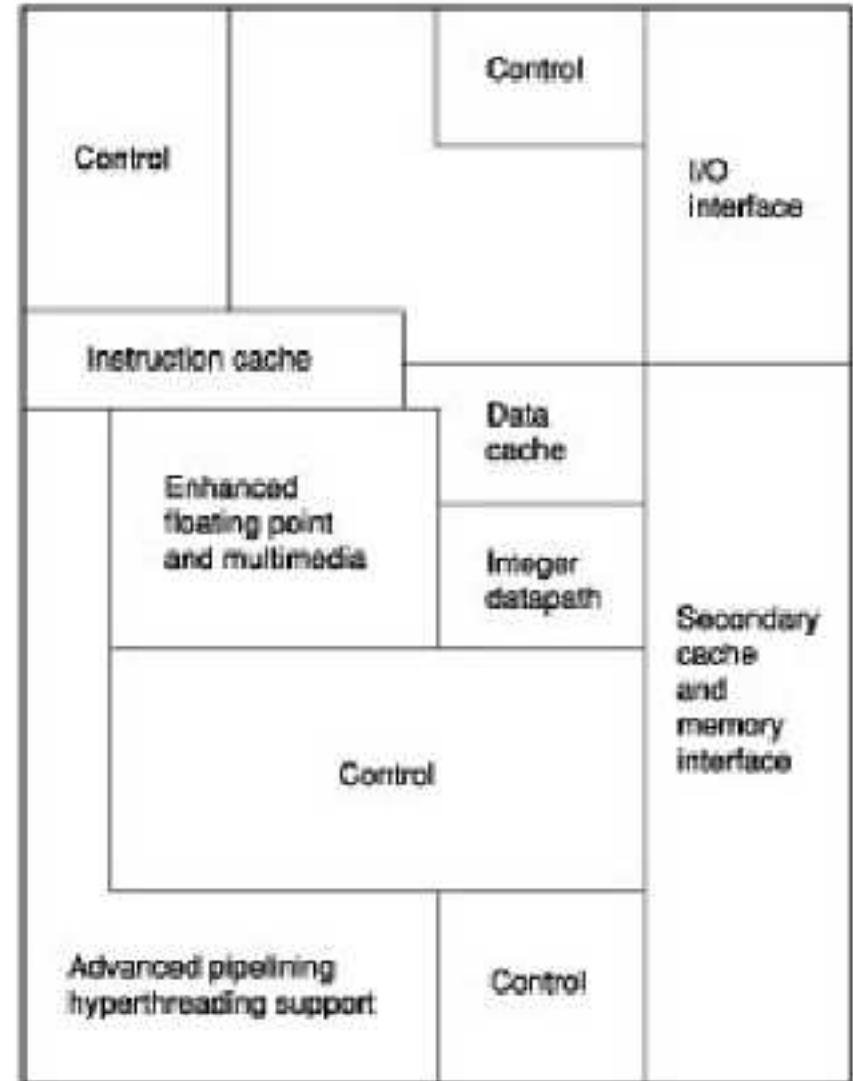 Control
Control
I/O
interface
Instruction cache
Data
cache
Enhanced
floating point
and multimedia
Integer
datapath
Secondary
cache
and
memory
interface
Control
Advanced pipelining
hyperthreading support
Control